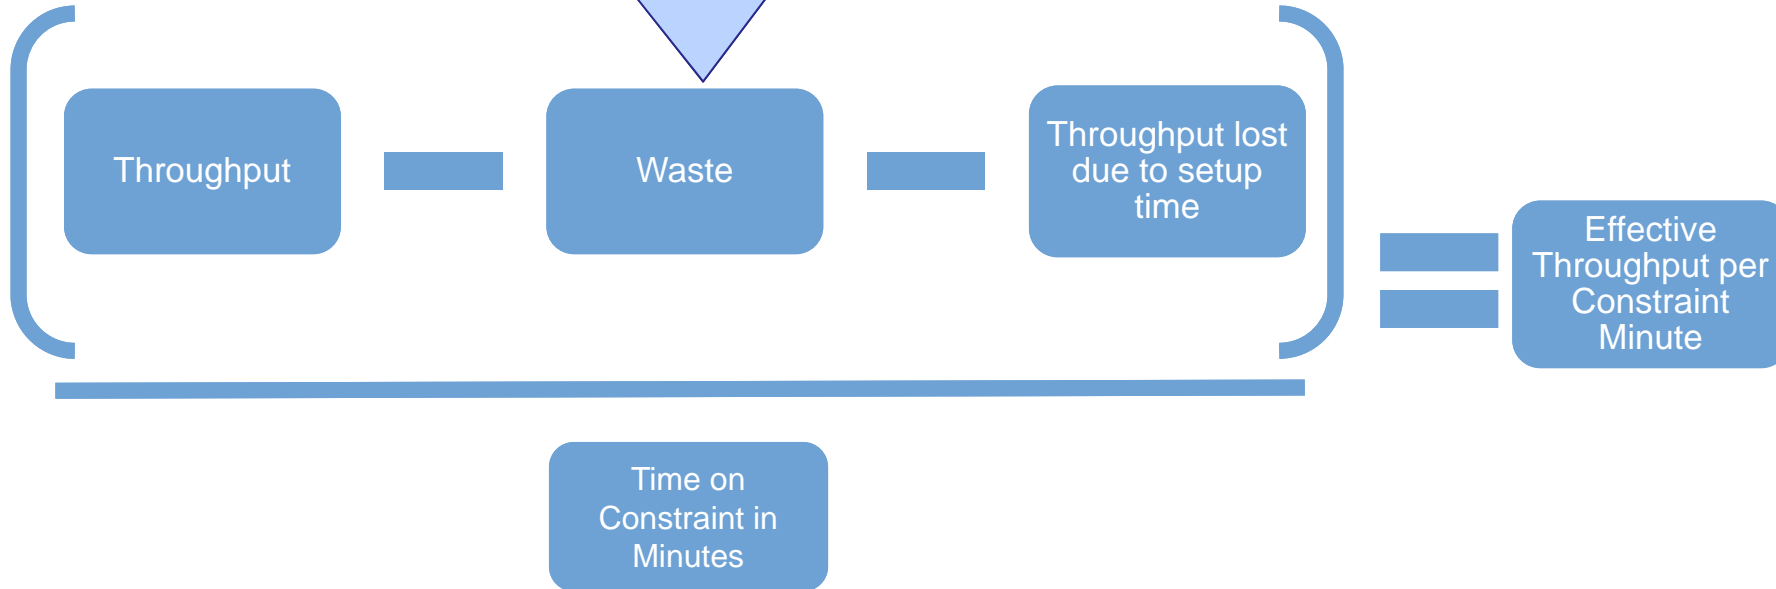 Throughput
Waste
Throughput lost
due to setup
time
Effective
Throughput per
Constraint
Minute
Time on
Constraint in
Minutes